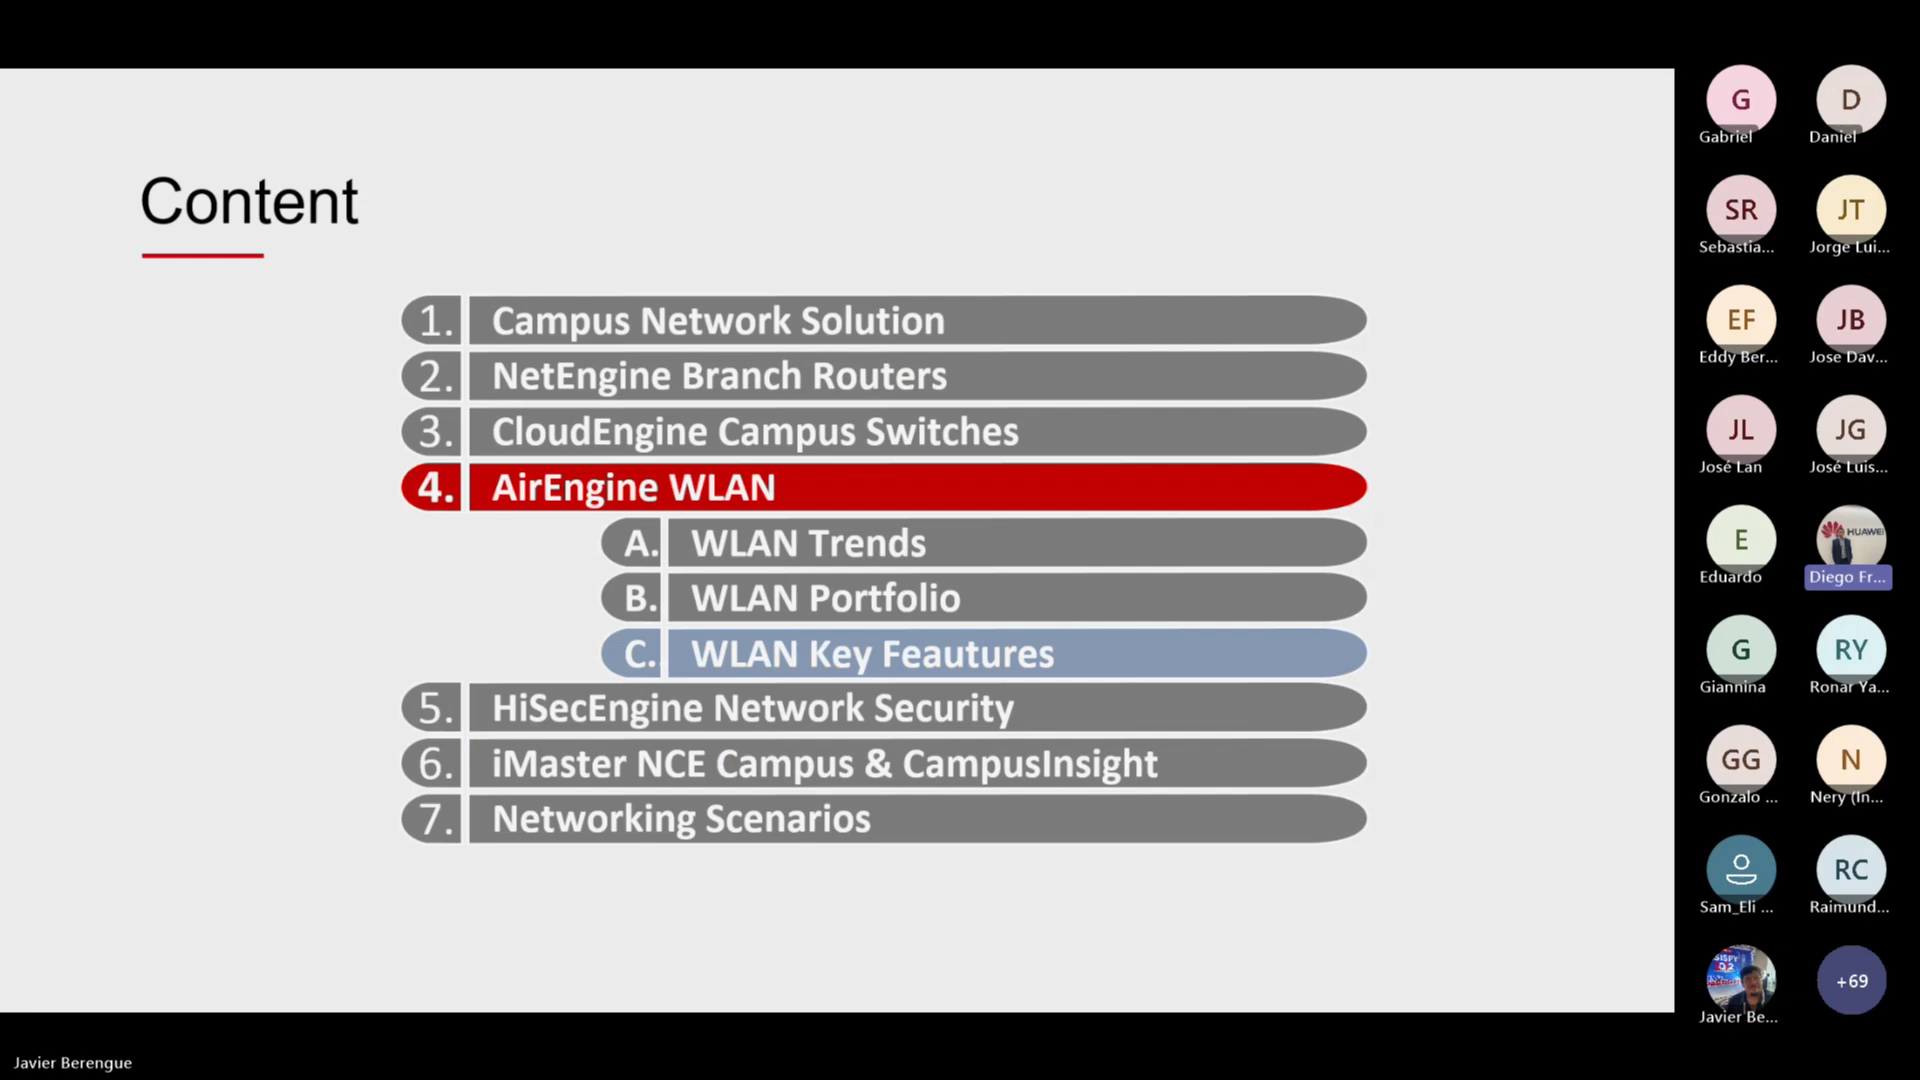 Content
1. Campus Network Solution
2. NetEngine Branch Routers
3. CloudEngine Campus Switches
4. AirEngine WLAN
A. WLAN Trends
B. WLAN Portfolio
C. WLAN Key Feautures
5. HiSecEngine Network Security
6. iMaster NCE Campus & CampusInsight
7. Networking Scenarios
G D
Gabriel Daniel
SR JT
Sebastia... Jorge Lui...
EF JB
Eddy Ber... Jose Dav...
JL JG
José Lan José Luis...
E HUAWEI
Eduardo Diego Fr...
G RY
Giannina Ronar Ya...
GG N
Gonzalo ... Nery (In...
RC
Sam_Eli ... Raimund...
+69
Javier Be...
Javier Berengue